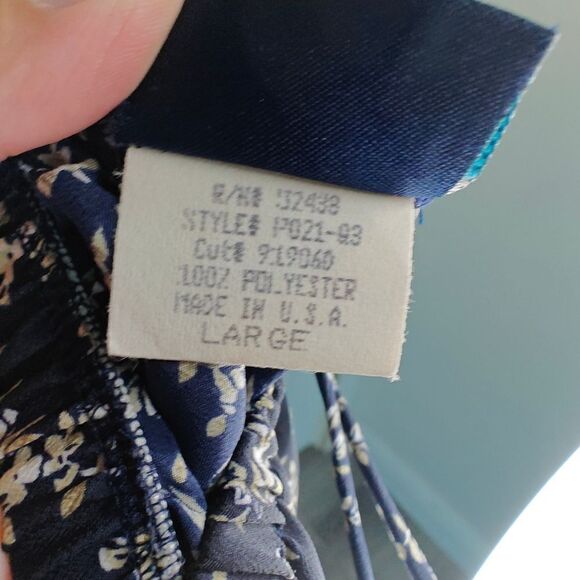 R/N# 32438
STYLE# P021-Q3
Cut# 919060
100% POLYESTER
MADE IN U.S.A.
LARGE